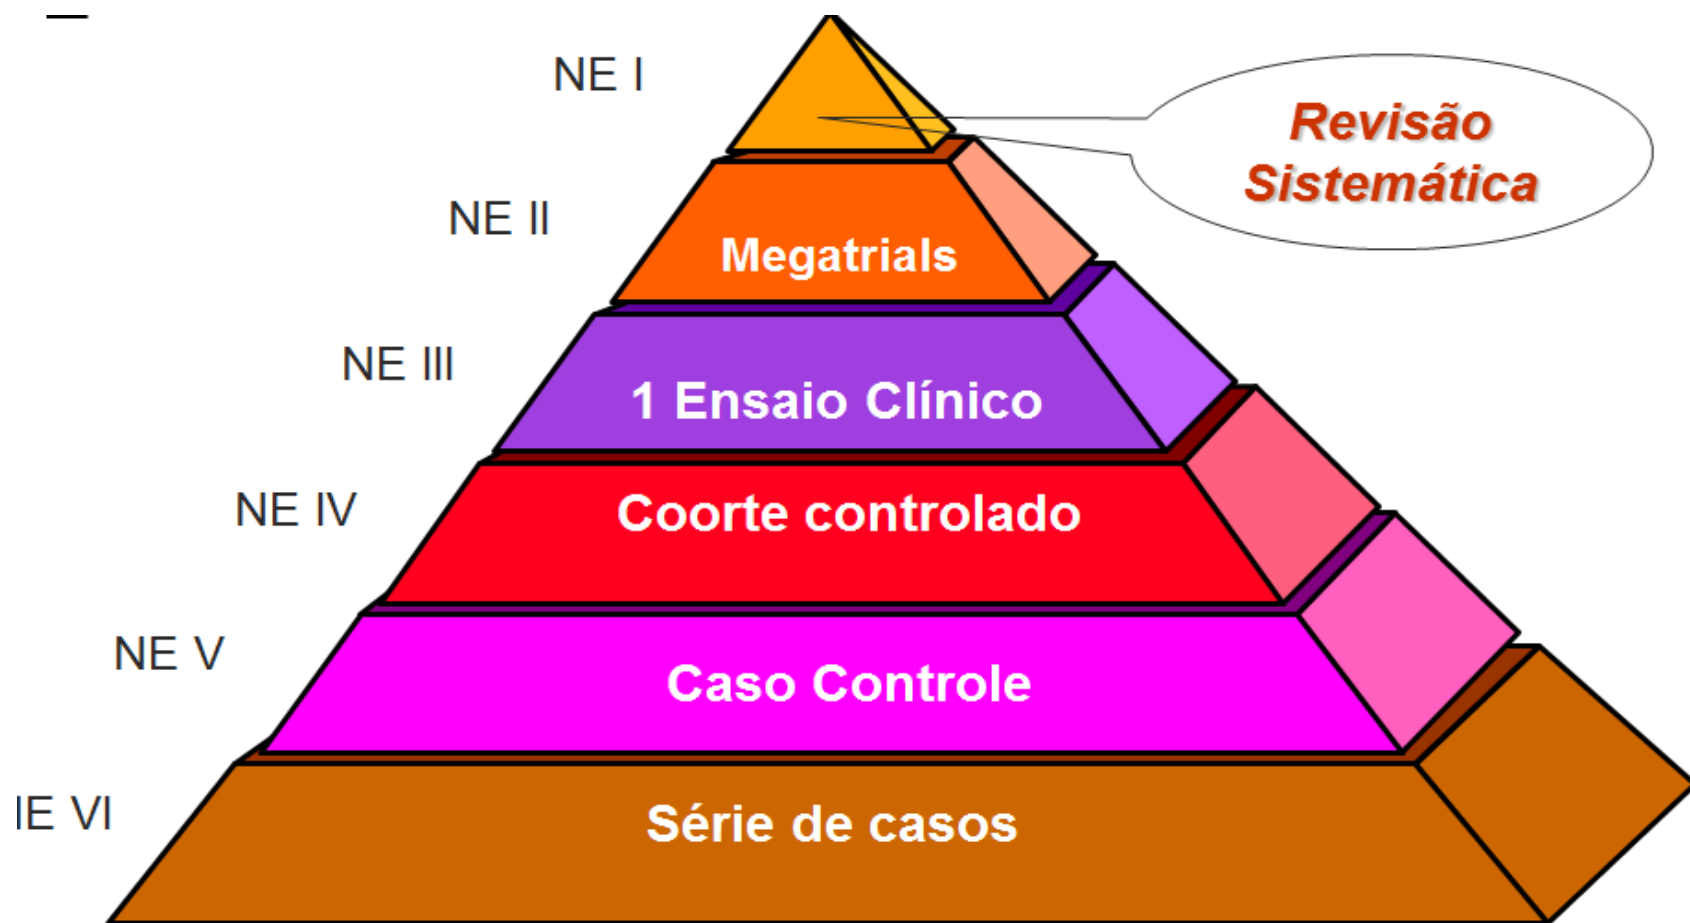 NE I
Revisão
Sistemática
NE II
Megatrials
NE III
1 Ensaio Clínico
NE IV
Coorte controlado
NE V
Caso Controle
IE VI
Série de casos